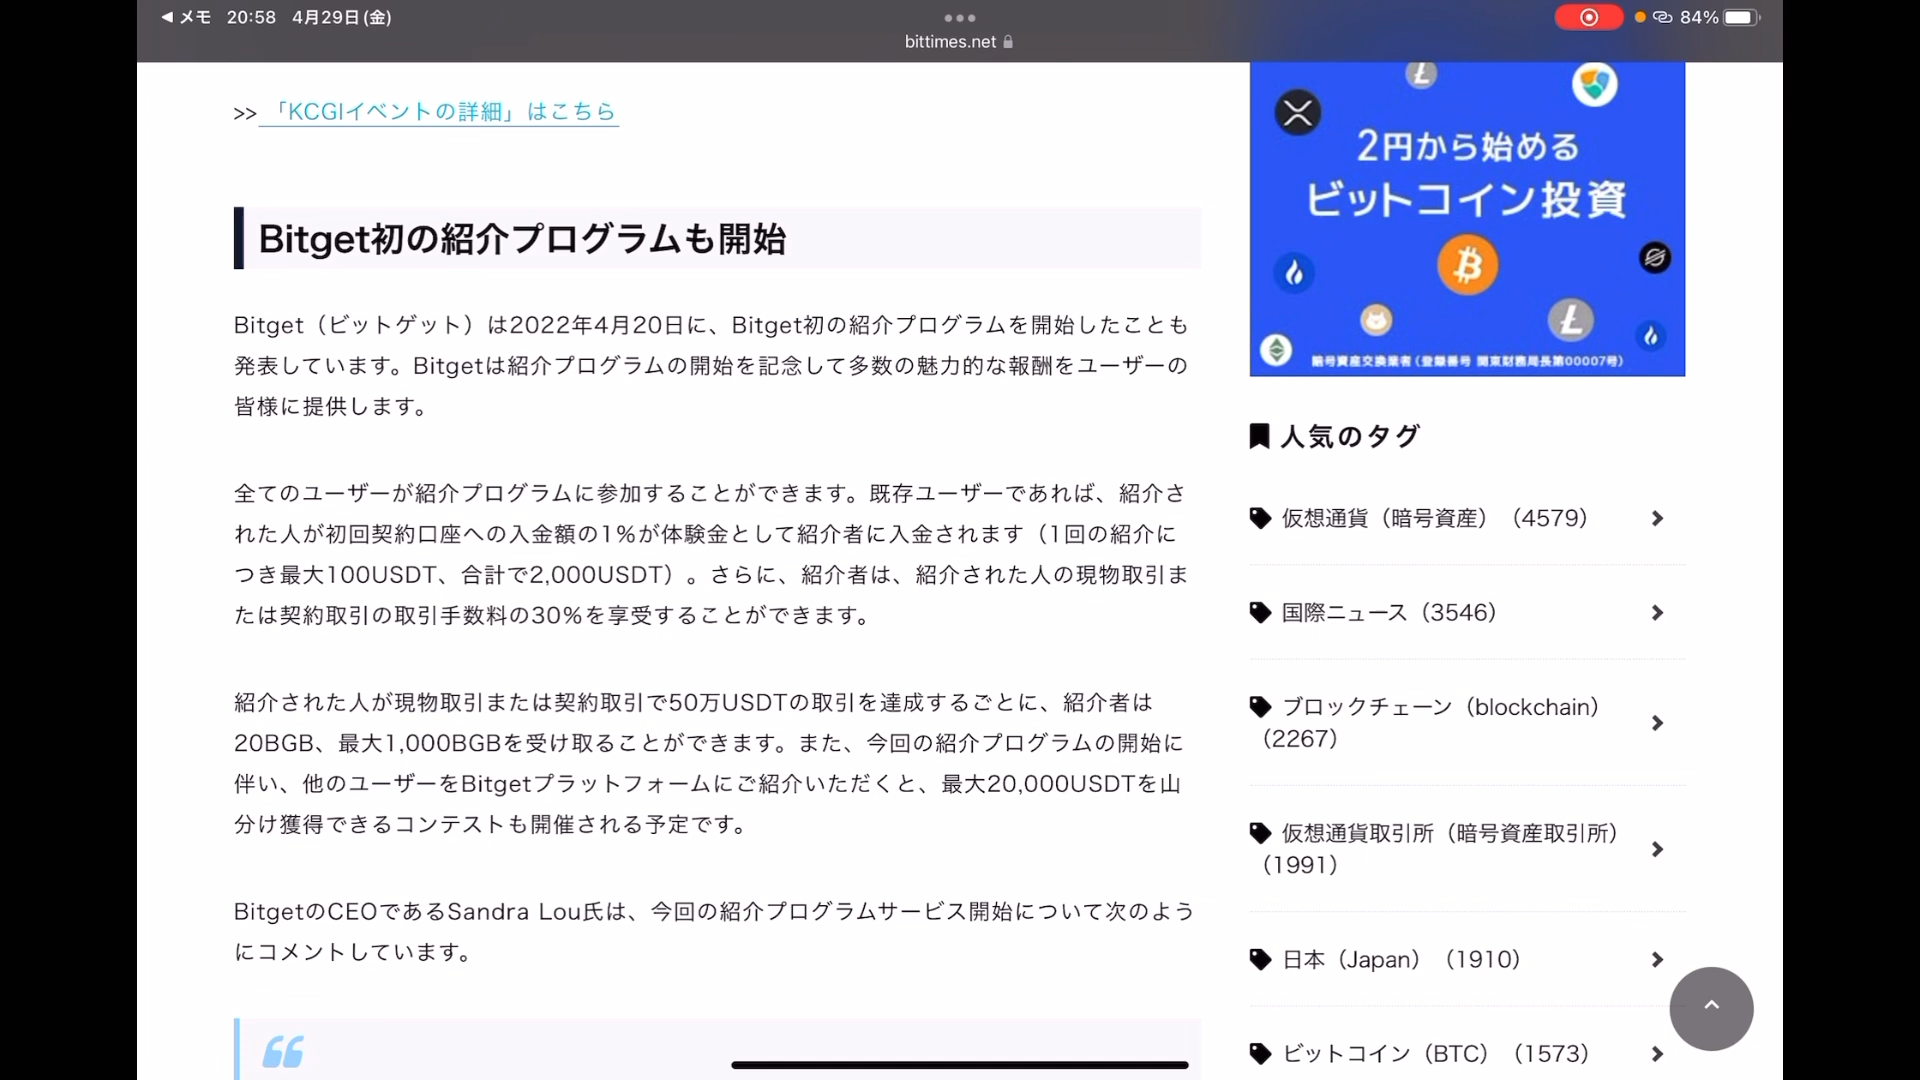 ◀ メモ 20:58 4月29日(金)
84%
bittimes.net
>> 「KCGIイベントの詳細」はこちら
Bitget初の紹介プログラムも開始
Bitget（ビットゲット）は2022年4月20日に、Bitget初の紹介プログラムを開始したことも
発表しています。Bitgetは紹介プログラムの開始を記念して多数の魅力的な報酬をユーザーの
皆様に提供します。
全てのユーザーが紹介プログラムに参加することができます。既存ユーザーであれば、紹介さ
れた人が初回契約口座への入金額の1%が体験金として紹介者に入金されます（1回の紹介に
つき最大100USDT、合計で2,000USDT）。さらに、紹介者は、紹介された人の現物取引ま
たは契約取引の取引手数料の30%を享受することができます。
紹介された人が現物取引または契約取引で50万USDTの取引を達成するごとに、紹介者は
20BGB、最大1,000BGBを受け取ることができます。また、今回の紹介プログラムの開始に
伴い、他のユーザーをBitgetプラットフォームにご紹介いただくと、最大20,000USDTを山
分け獲得できるコンテストも開催される予定です。
BitgetのCEOであるSandra Lou氏は、今回の紹介プログラムサービス開始について次のよう
にコメントしています。
2円から始める
ビットコイン投資
暗号資産交換業者（登録番号 関東財務局長第00007号）
人気のタグ
仮想通貨（暗号資産）（4579）
国際ニュース（3546）
ブロックチェーン（blockchain）
（2267）
仮想通貨取引所（暗号資産取引所）
（1991）
日本（Japan）（1910）
ビットコイン（BTC）（1573）